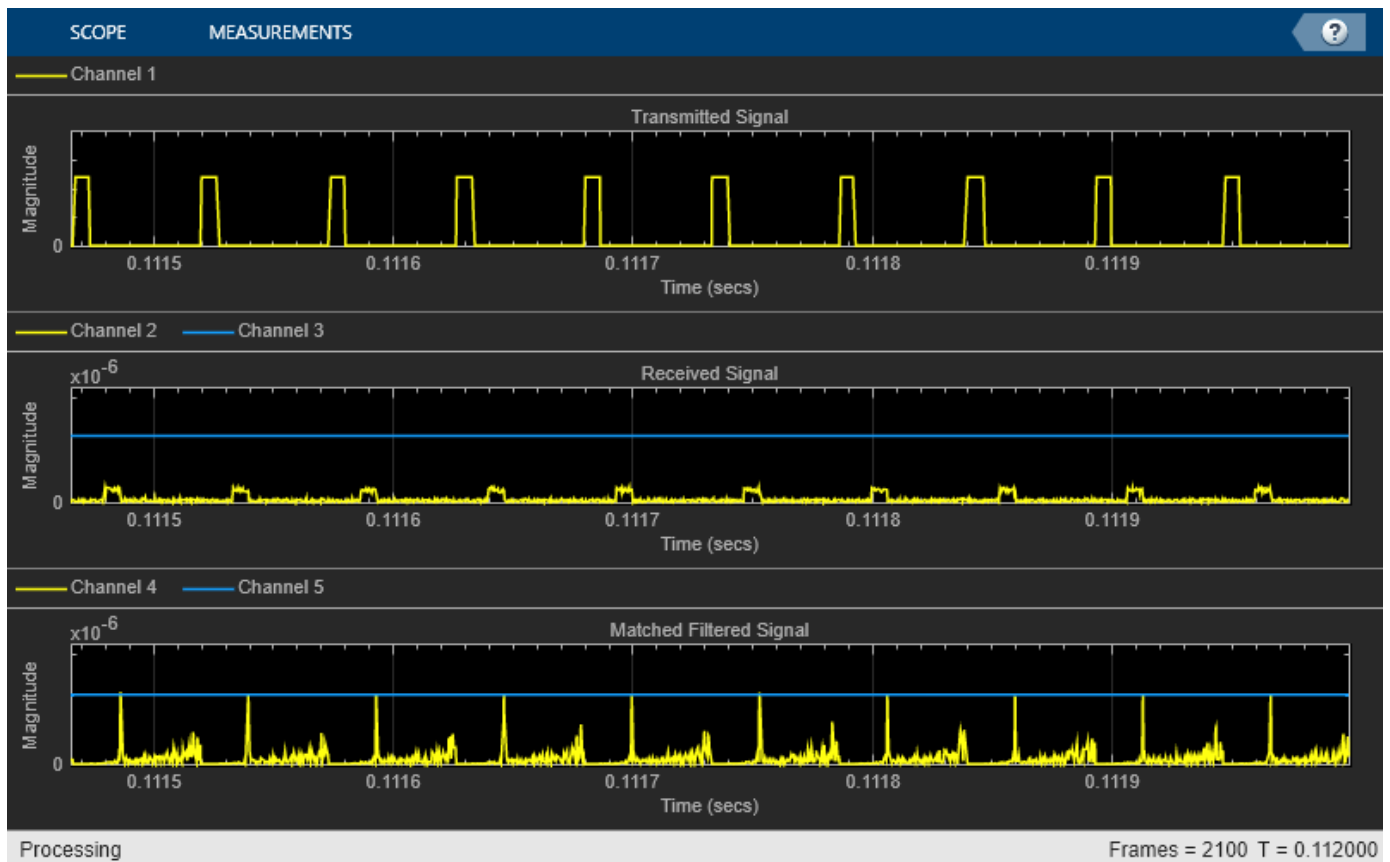 SCOPE MEASUREMENTS ?
Channel 1
Transmitted Signal
Magnitude
0
0.1115 0.1116 0.1117 0.1118 0.1119
Time (secs)
Channel 2 Channel 3
x10-6
Received Signal
Magnitude
0
0.1115 0.1116 0.1117 0.1118 0.1119
Time (secs)
Channel 4 Channel 5
x10-6
Matched Filtered Signal
Magnitude
0
0.1115 0.1116 0.1117 0.1118 0.1119
Time (secs)
Processing Frames = 2100 T = 0.112000